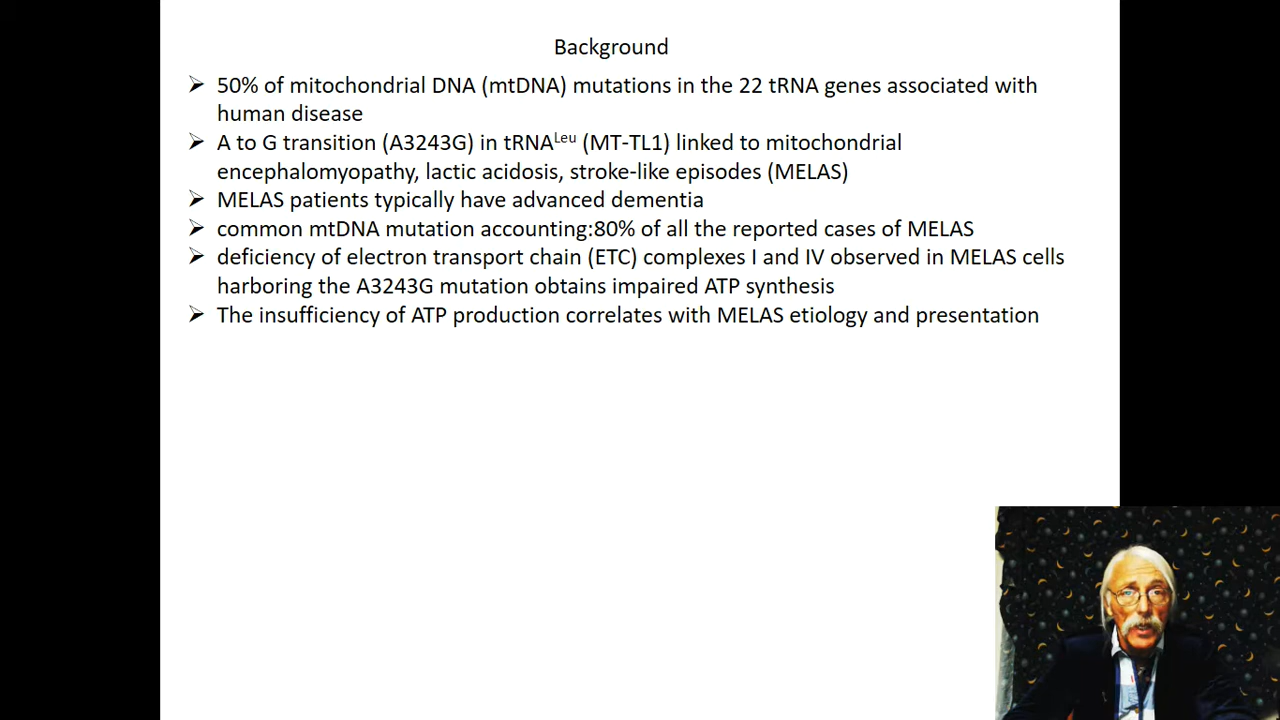 Background
➢ 50% of mitochondrial DNA (mtDNA) mutations in the 22 tRNA genes associated with
human disease
➢ A to G transition (A3243G) in tRNA^Leu (MT-TL1) linked to mitochondrial
encephalomyopathy, lactic acidosis, stroke-like episodes (MELAS)
➢ MELAS patients typically have advanced dementia
➢ common mtDNA mutation accounting:80% of all the reported cases of MELAS
➢ deficiency of electron transport chain (ETC) complexes I and IV observed in MELAS cells
harboring the A3243G mutation obtains impaired ATP synthesis
➢ The insufficiency of ATP production correlates with MELAS etiology and presentation